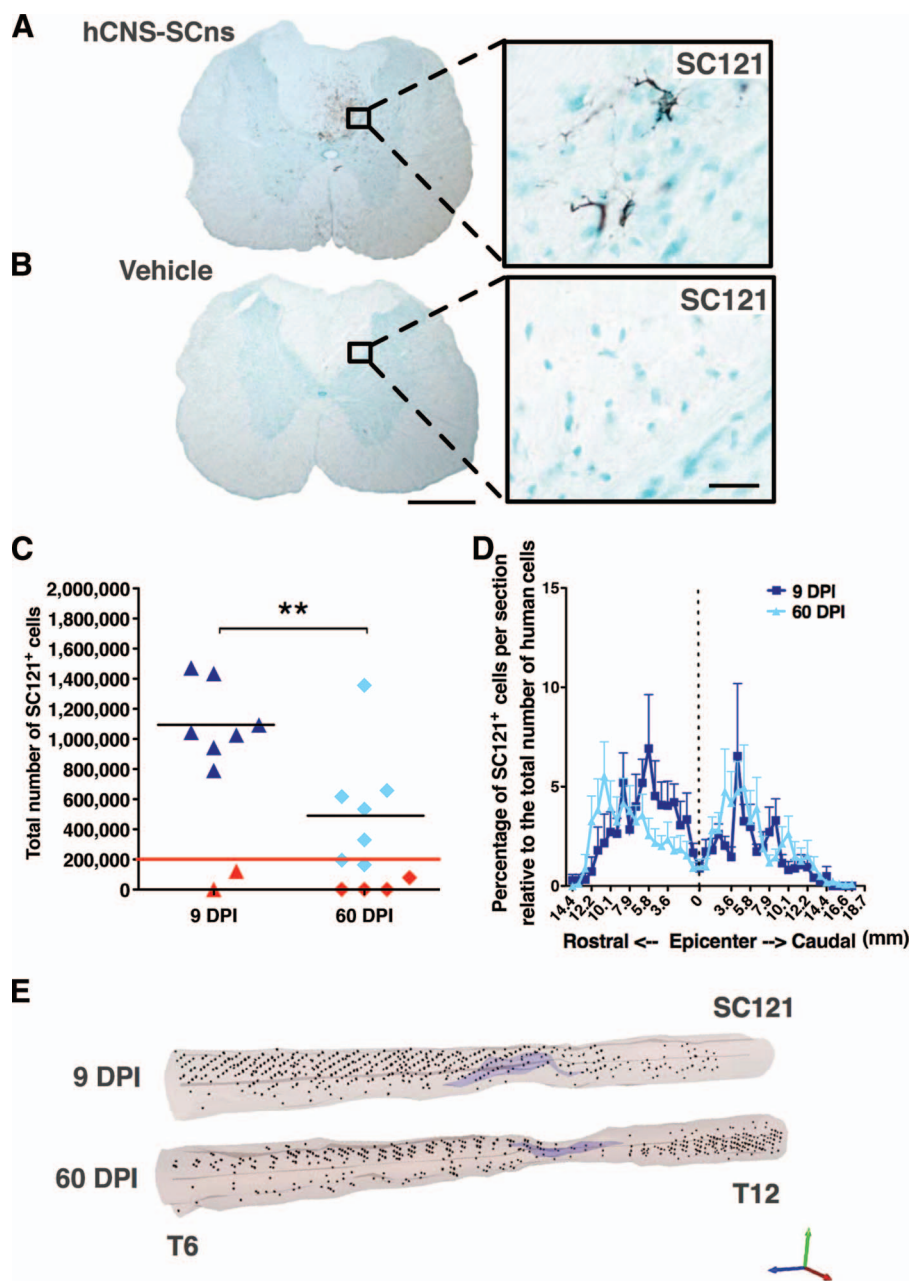 A
hCNS-SCns
SC121
B
Vehicle
SC121
C
Total number of SC121+ cells
2,000,000
1,800,000
1,600,000
1,400,000
1,200,000
1,000,000
800,000
600,000
400,000
200,000
0
**
9 DPI
60 DPI
D
Percentage of SC121+ cells per section
relative to the total number of human cells
15
10
5
0
9 DPI
60 DPI
14.4 12.2 10.1 7.9 5.8 3.6 0 3.6 5.8 7.9 10.1 12.2 14.4 16.6 18.7
Rostral <-- Epicenter --> Caudal (mm)
E
SC121
9 DPI
60 DPI
T12
T6